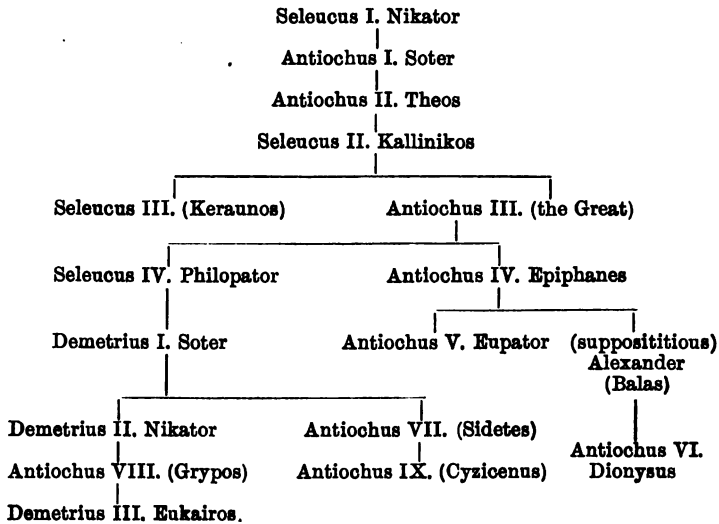 Seleucus I. Nikator
Antiochus I. Soter
Antiochus II. Theos
Seleucus II. Kallinikos
Seleucus III. (Keraunos) Antiochus III. (the Great)
Seleucus IV. Philopator Antiochus IV. Epiphanes
Demetrius I. Soter Antiochus V. Eupator (supposititious)
Alexander
(Balas)
Demetrius II. Nikator Antiochus VII. (Sidetes)
Antiochus VI.
Antiochus VIII. (Grypos) Antiochus IX. (Cyzicenus) Dionysus
Demetrius III. Eukairos.